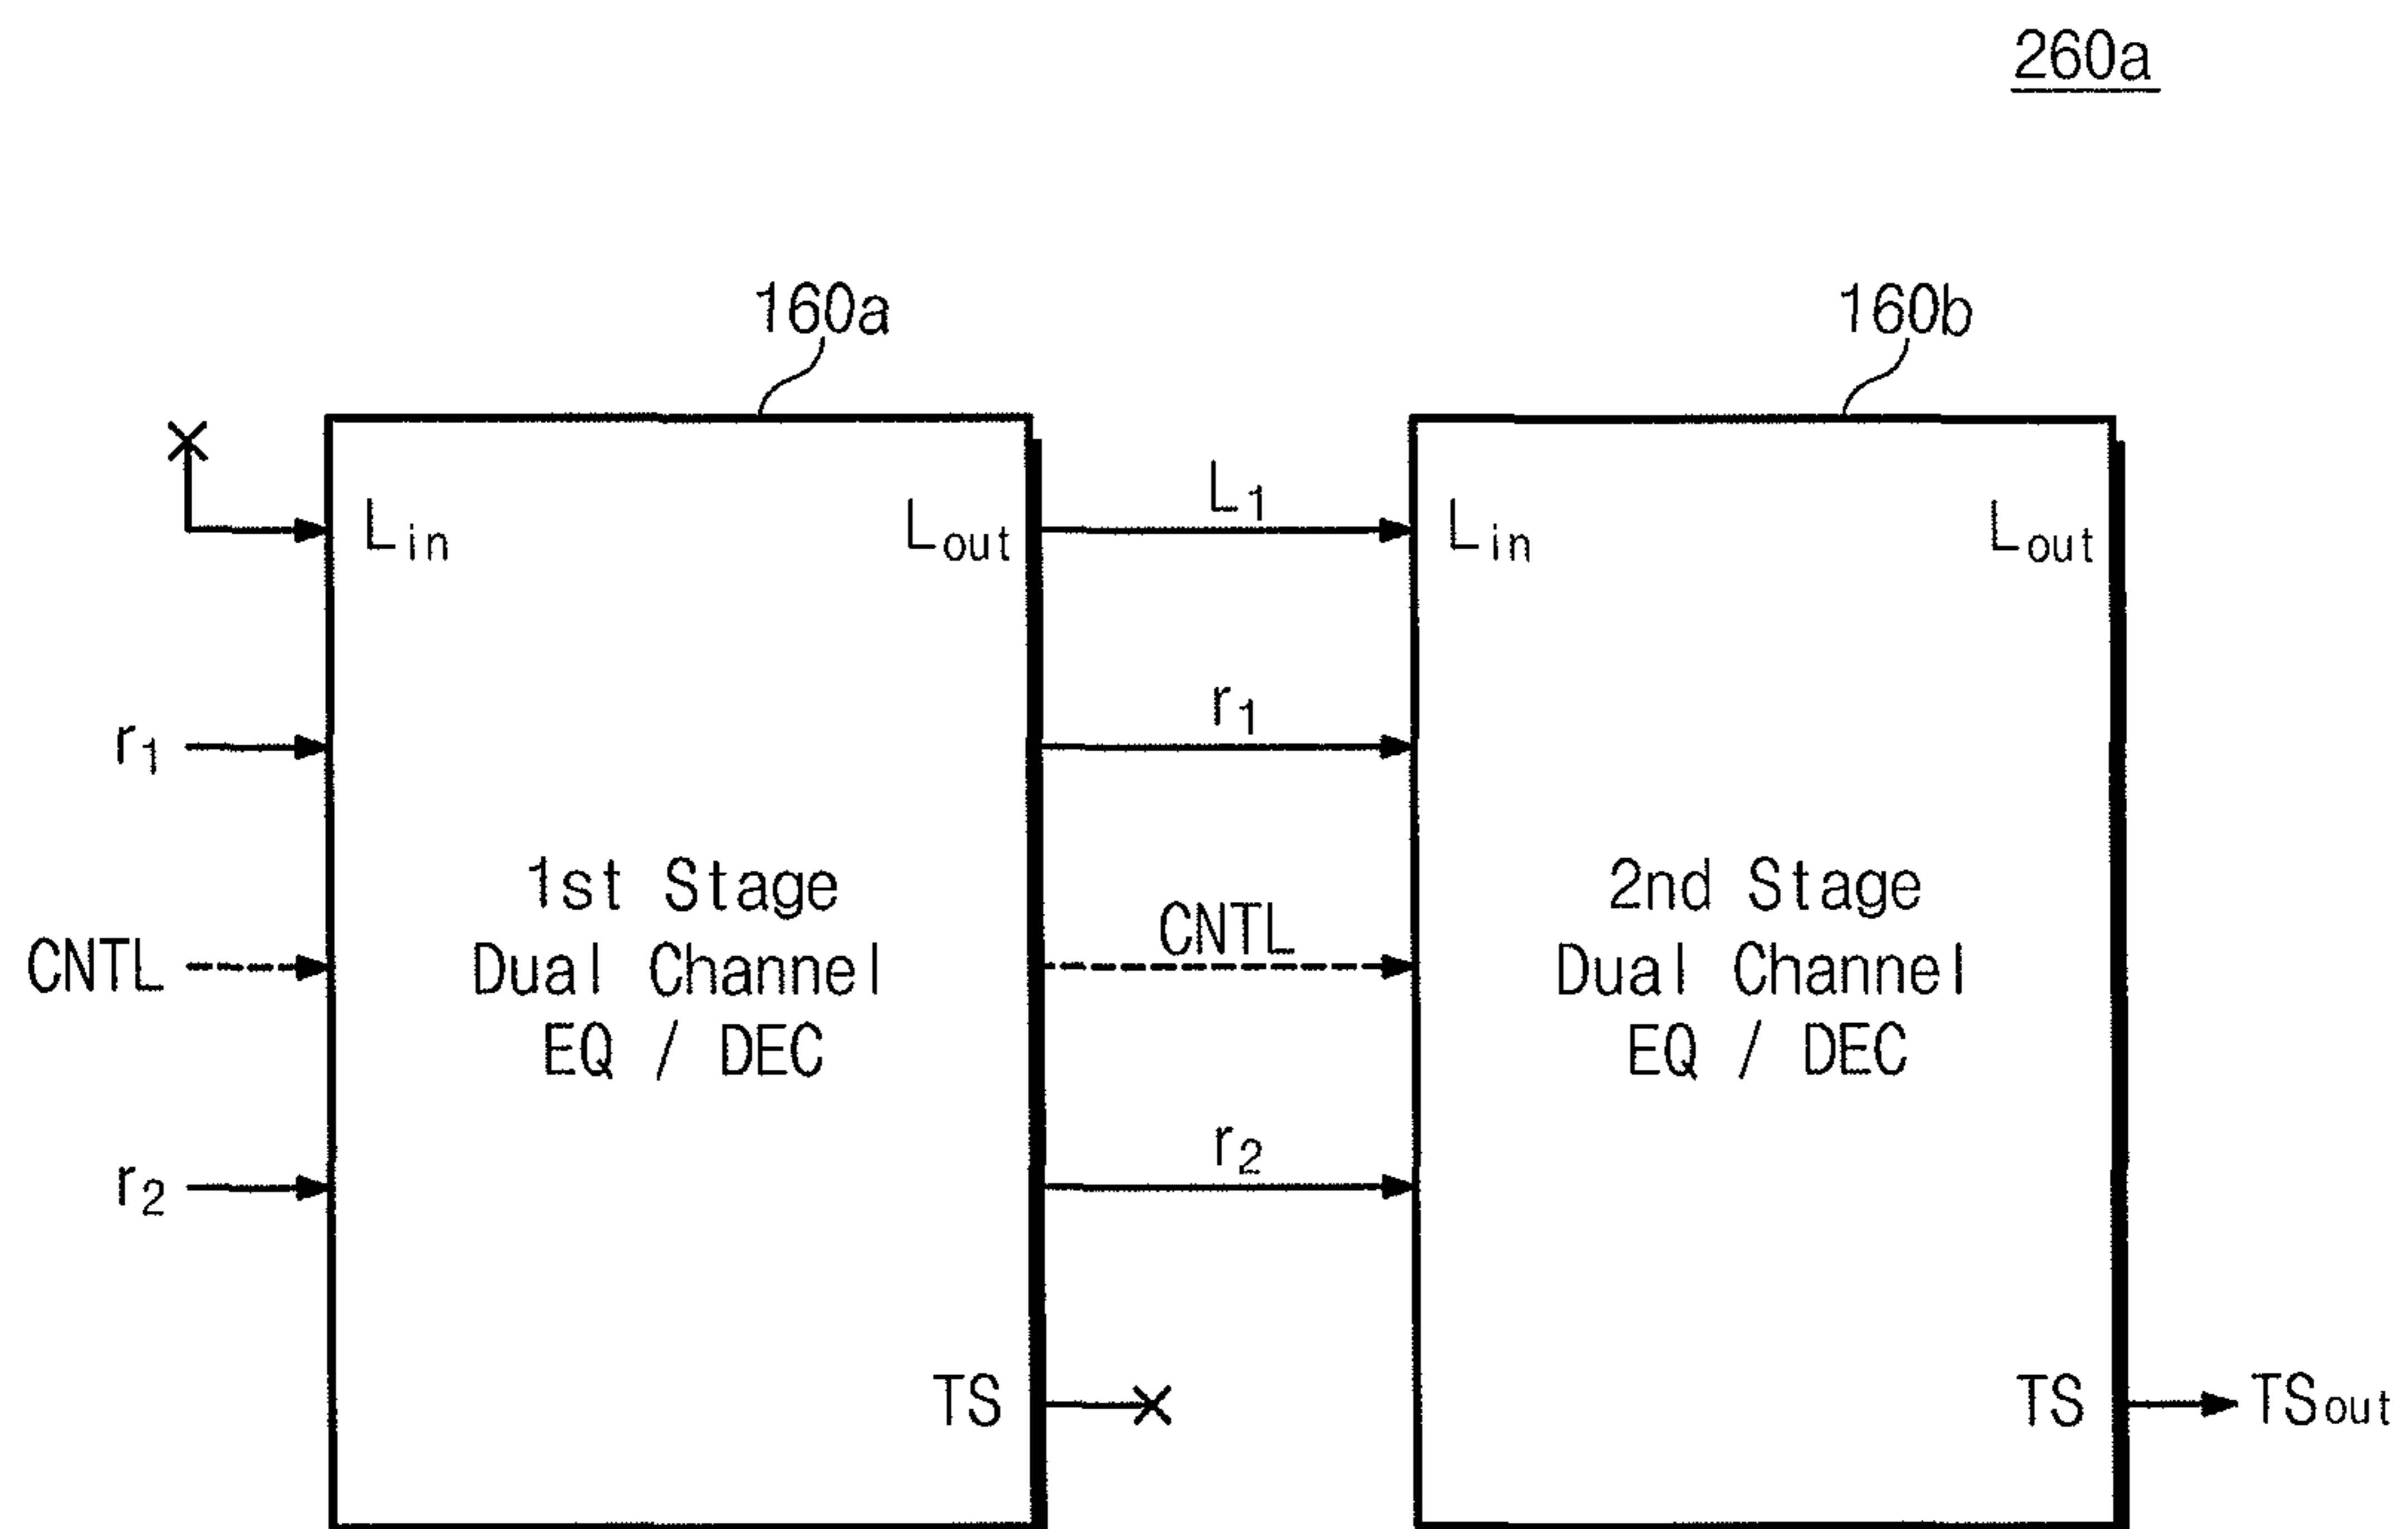 260a
160a
160b
Lin
Lout
L1
Lin
Lout
r1
r1
1st Stage
Dual Channel
EQ / DEC
2nd Stage
Dual Channel
EQ / DEC
CNTL
CNTL
r2
r2
TS
TS
TSout